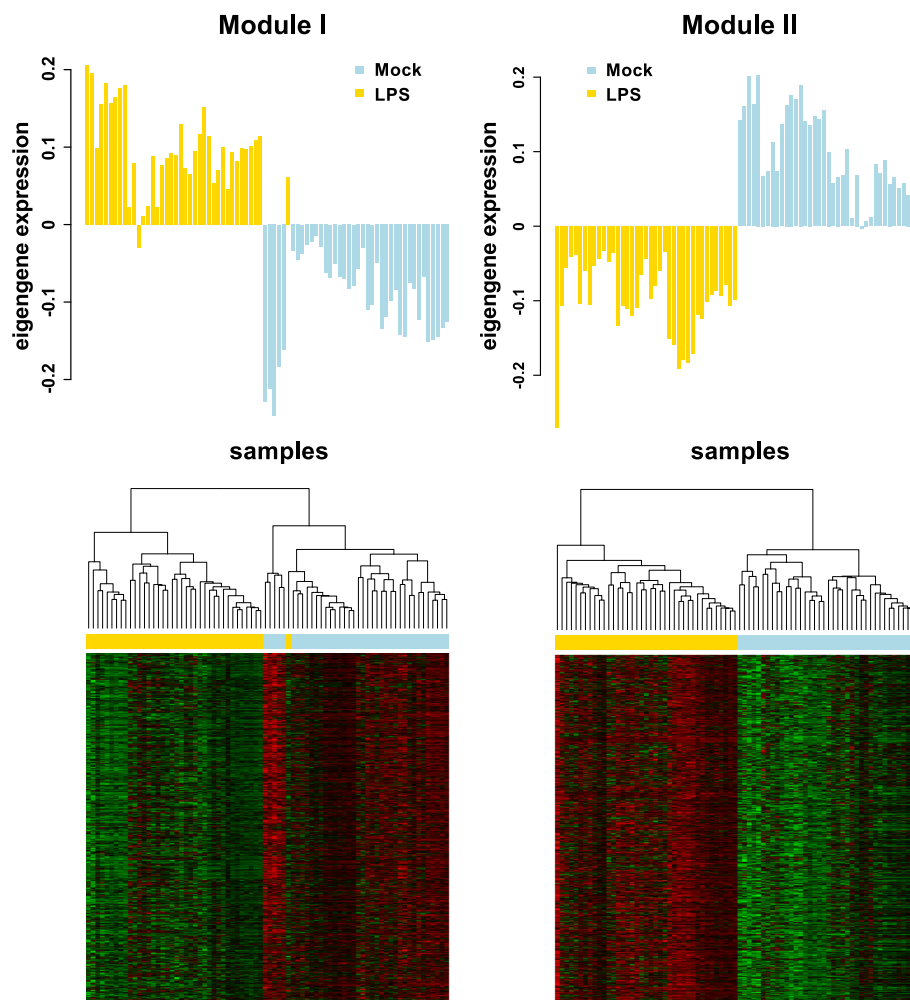 Module I
Module II
0.2
0.1
0
-0.1
-0.2
eigengene expression
Mock
LPS
0.2
0.1
0
-0.1
-0.2
eigengene expression
Mock
LPS
samples
samples